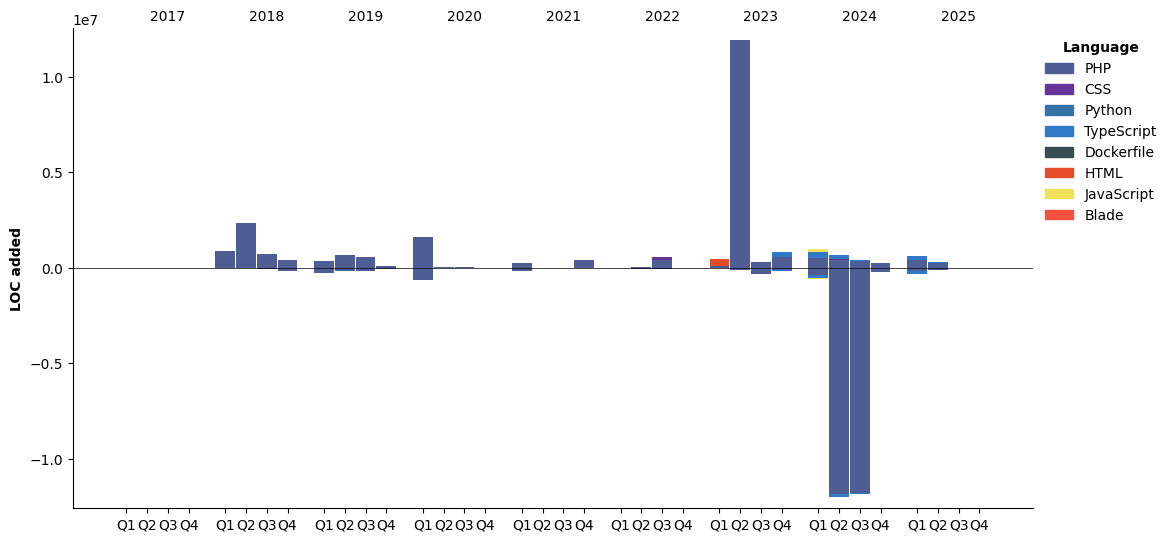 1e7
2017 2018 2019 2020 2021 2022 2023 2024 2025
LOC added
1.0
0.5
0.0
−0.5
−1.0
Q1 Q2 Q3 Q4 Q1 Q2 Q3 Q4 Q1 Q2 Q3 Q4 Q1 Q2 Q3 Q4 Q1 Q2 Q3 Q4 Q1 Q2 Q3 Q4 Q1 Q2 Q3 Q4 Q1 Q2 Q3 Q4 Q1 Q2 Q3 Q4
Language
PHP
CSS
Python
TypeScript
Dockerfile
HTML
JavaScript
Blade